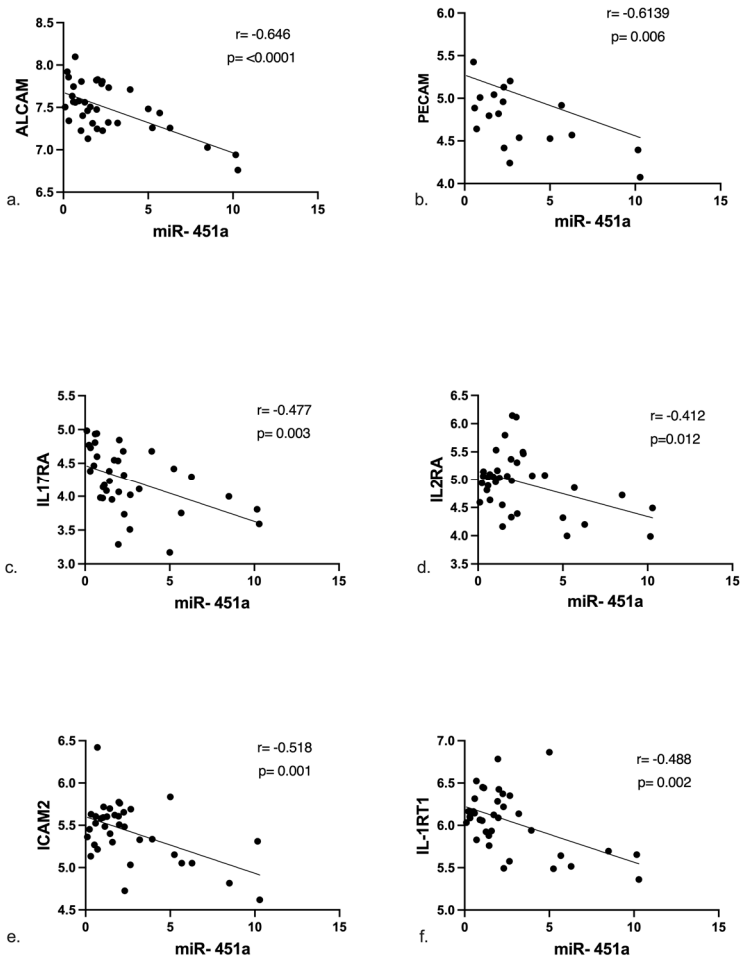 8.5
8.0
7.5
7.0
6.5
ALCAM
r= -0.646
p= <0.0001
0 5 10 15
miR- 451a
a.
6.0
5.5
5.0
4.5
4.0
PECAM
r= -0.6139
p= 0.006
0 5 10 15
miR- 451a
b.
5.5
5.0
4.5
4.0
3.5
3.0
IL17RA
r= -0.477
p= 0.003
0 5 10 15
miR- 451a
c.
6.5
6.0
5.5
5.0
4.5
4.0
3.5
IL2RA
r= -0.412
p=0.012
0 5 10 15
miR- 451a
d.
6.5
6.0
5.5
5.0
4.5
ICAM2
r= -0.518
p= 0.001
0 5 10 15
miR- 451a
e.
7.0
6.5
6.0
5.5
5.0
IL-1RT1
r= -0.488
p= 0.002
0 5 10 15
miR- 451a
f.